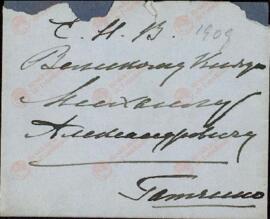 Е. И. В. 1909
Великому Князю
Михаилу
Александровичу
Гатчино